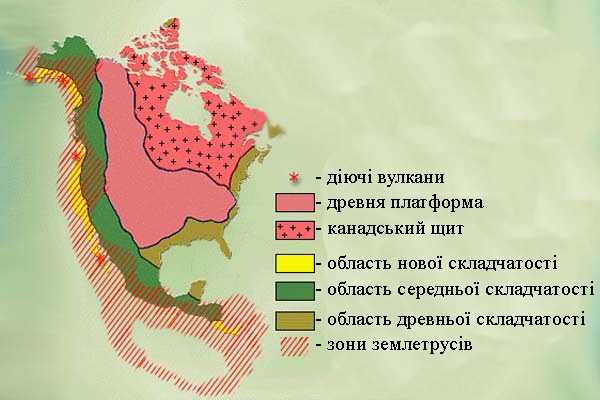 - діючі вулкани
- древня платформа
- канадський щит
- область нової складчатості
- область середньої складчатості
- область древньої складчатості
- зони землетрусів